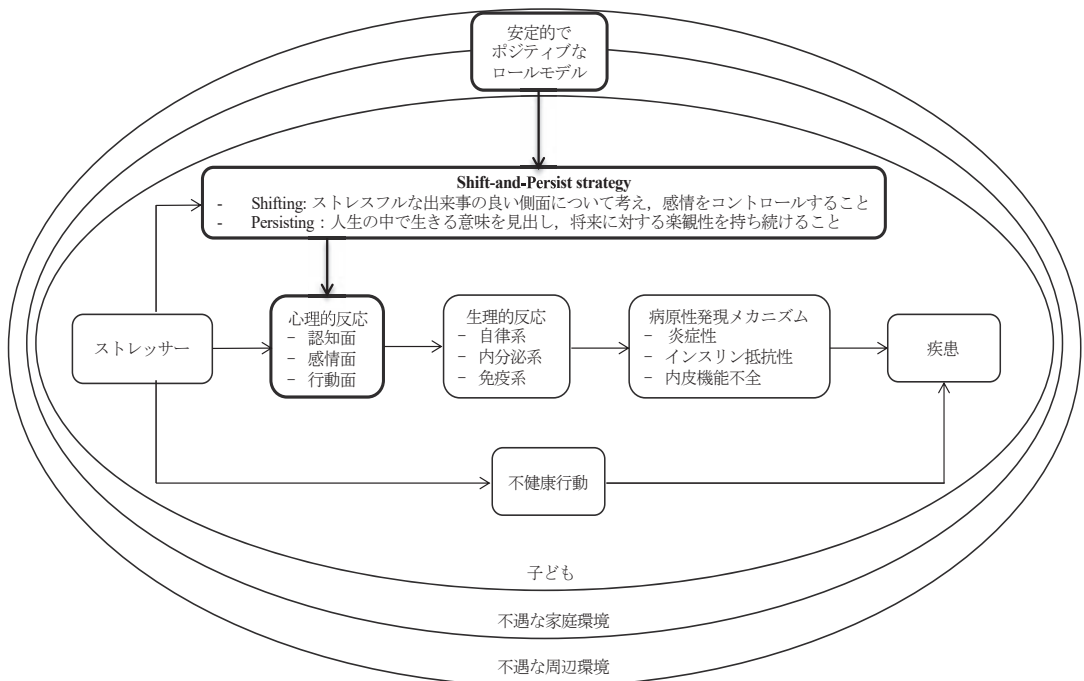 安定的で
ポジティブな
ロールモデル
Shift-and-Persist strategy
- Shifting: ストレスフルな出来事の良い側面について考え，感情をコントロールすること
- Persisting：人生の中で生きる意味を見出し，将来に対する楽観性を持ち続けること
ストレッサー
心理的反応
− 認知面
− 感情面
− 行動面
生理的反応
− 自律系
− 内分泌系
− 免疫系
病原性発現メカニズム
− 炎症性
− インスリン抵抗性
− 内皮機能不全
疾患
不健康行動
子ども
不遇な家庭環境
不遇な周辺環境